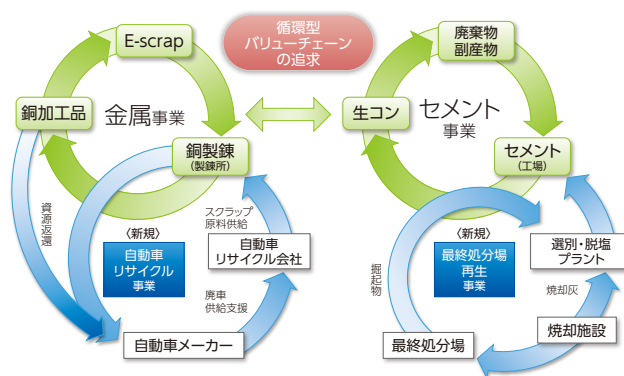 循環型
バリューチェーン
の追求
E-scrap
銅加工品
金属事業
銅製錬
(製錬所)
廃棄物
副産物
生コン
セメント
事業
セメント
(工場)
資源返還
〈新規〉
自動車
リサイクル
事業
スクラップ
原料供給
自動車
リサイクル会社
廃車
供給支援
自動車メーカー
掘起物
〈新規〉
最終処分場
再生
事業
選別・脱塩
プラント
焼却灰
焼却施設
最終処分場